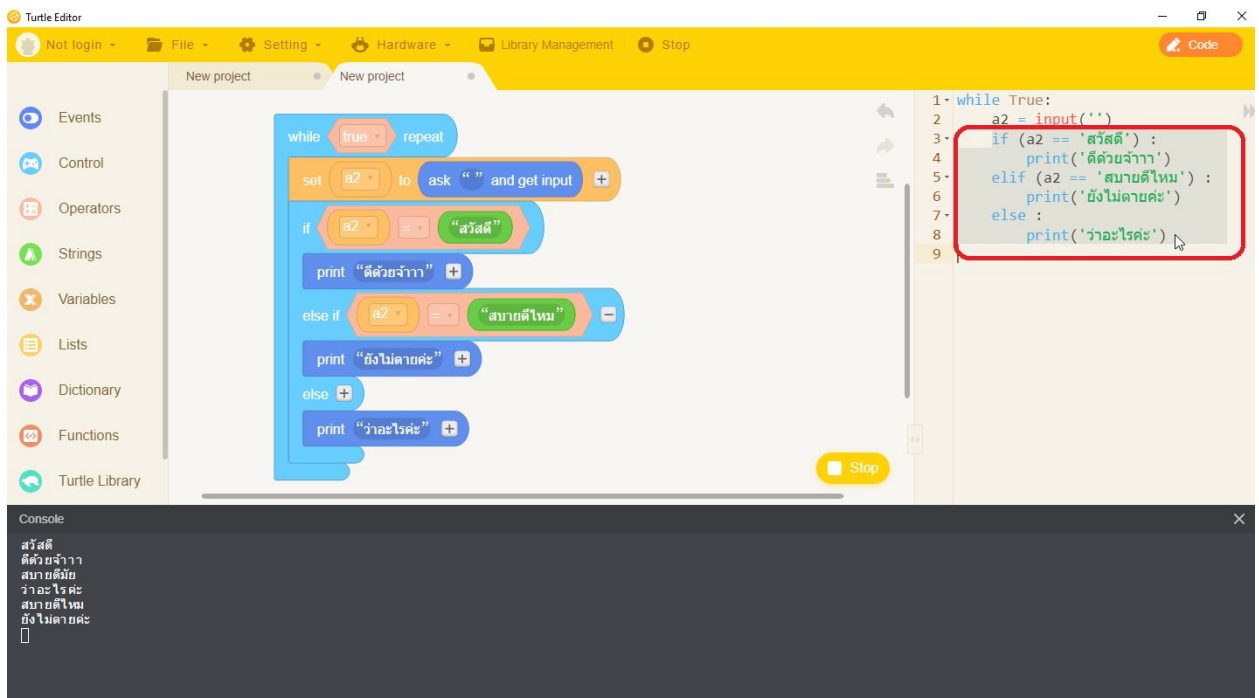 Turtle Editor
Not login File Setting Hardware Library Management Stop Code
New project New project
Events
Control
Operators
Strings
Variables
Lists
Dictionary
Functions
Turtle Library
while true repeat
set a2 to ask “ ” and get input +
if a2 = “สวัสดี”
print “ดีด้วยจ้าาา” +
else if a2 = “สบายดีไหม” −
print “ยังไม่ตายค่ะ” +
else +
print “ว่าอะไรค่ะ” +
Stop
1 while True:
2 a2 = input('')
3 if (a2 == 'สวัสดี') :
4 print('ดีด้วยจ้าาา')
5 elif (a2 == 'สบายดีไหม') :
6 print('ยังไม่ตายค่ะ')
7 else :
8 print('ว่าอะไรค่ะ')
9
Console
สวัสดี
ดีด้วยจ้าาา
สบายดีมัย
ว่าอะไรค่ะ
สบายดีไหม
ยังไม่ตายค่ะ